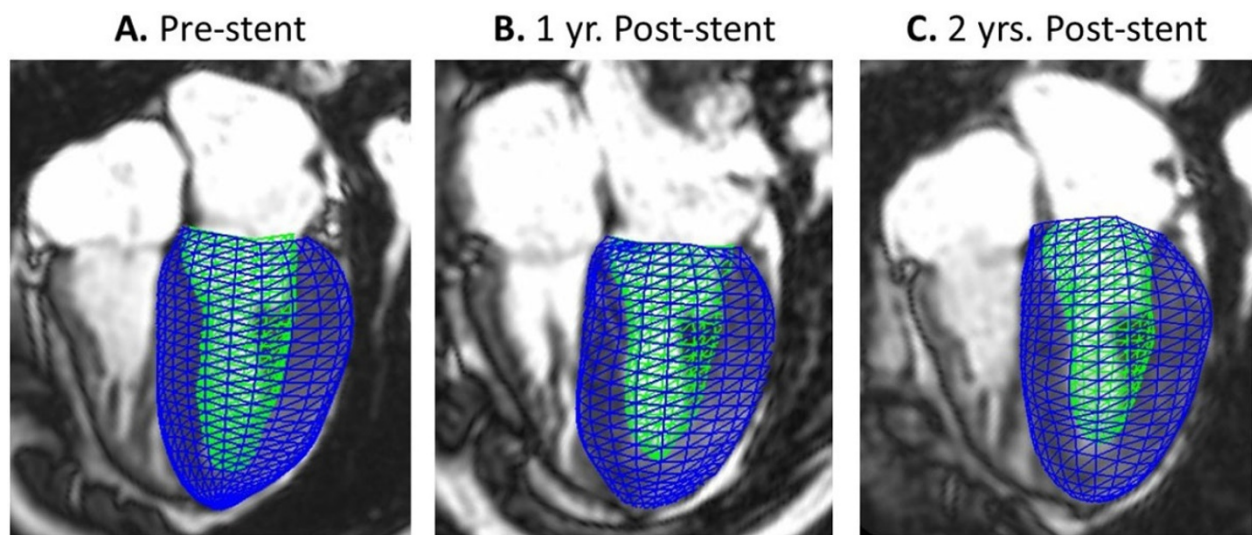 A. Pre-stent
B. 1 yr. Post-stent
C. 2 yrs. Post-stent